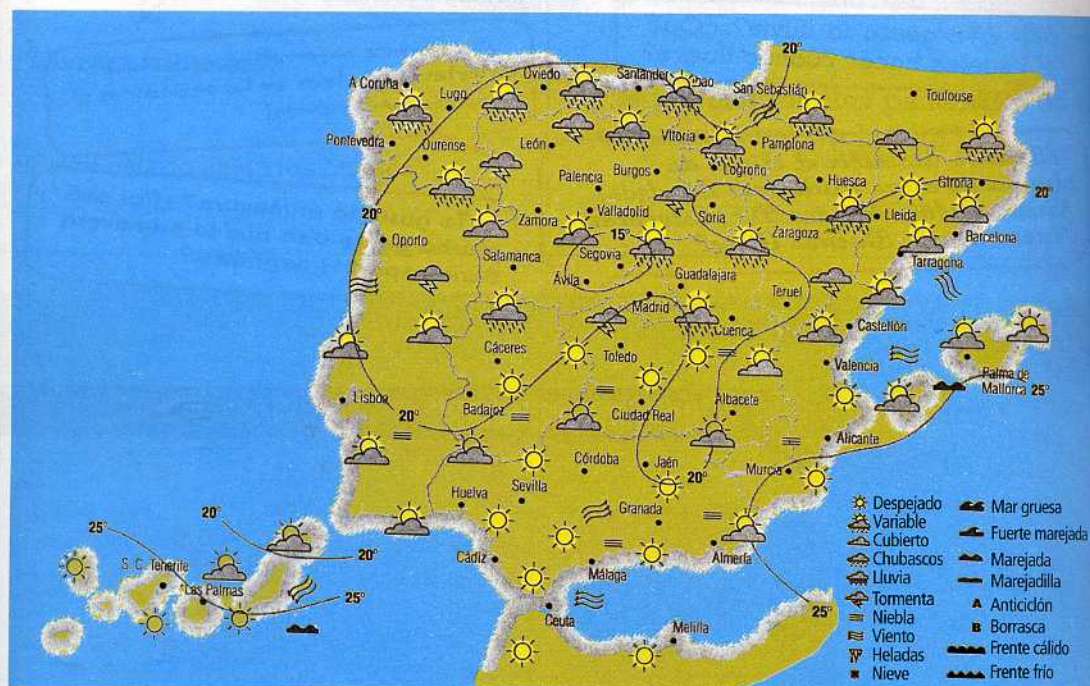 20°
A Coruña
Oviedo
Santander
bao
San Sebastián
Toulouse
Lugo
Pontevedra
Ourense
León
Vitoria
Pamplona
Burgos
Logroño
Palencia
Huesca
Girona
20°
Zamora
Valladolid
Soria
Lleida
20°
Zaragoza
Barcelona
Oporto
15°
Segovia
Salamanca
Tarragona
Ávila
Guadalajara
Madrid
Teruel
Cuenca
Castellón
Cáceres
Toledo
Valencia
Palma de
Mallorca 25°
Lisboa
Badajoz
Ciudad Real
Albacete
20°
Alicante
Córdoba
Jaén
Murcia
20°
Huelva
Sevilla
Granada
25°
20°
Cádiz
Almería
Málaga
20°
S. C. Tenerife
Las Palmas
25°
Ceuta
25°
Melilla
Despejado
Variable
Cubierto
Chubascos
Lluvia
Tormenta
Niebla
Viento
Heladas
Nieve
Mar gruesa
Fuerte marejada
Marejada
Marejadilla
A Anticiclón
B Borrasca
Frente cálido
Frente frío